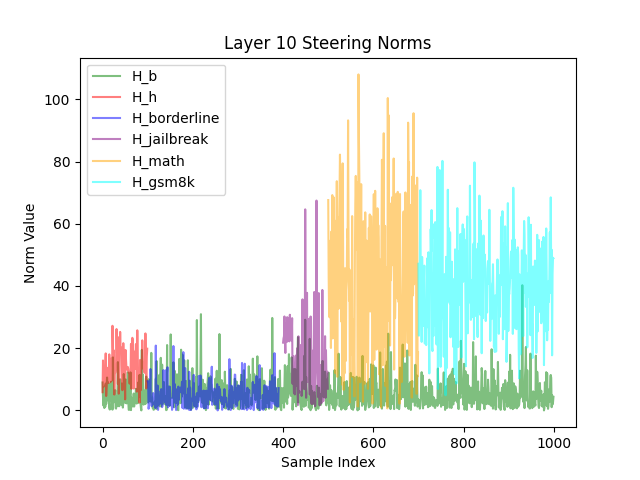 Layer 10 Steering Norms
H_b
H_h
H_borderline
H_jailbreak
H_math
H_gsm8k
Norm Value
100
80
60
40
20
0
0 200 400 600 800 1000
Sample Index